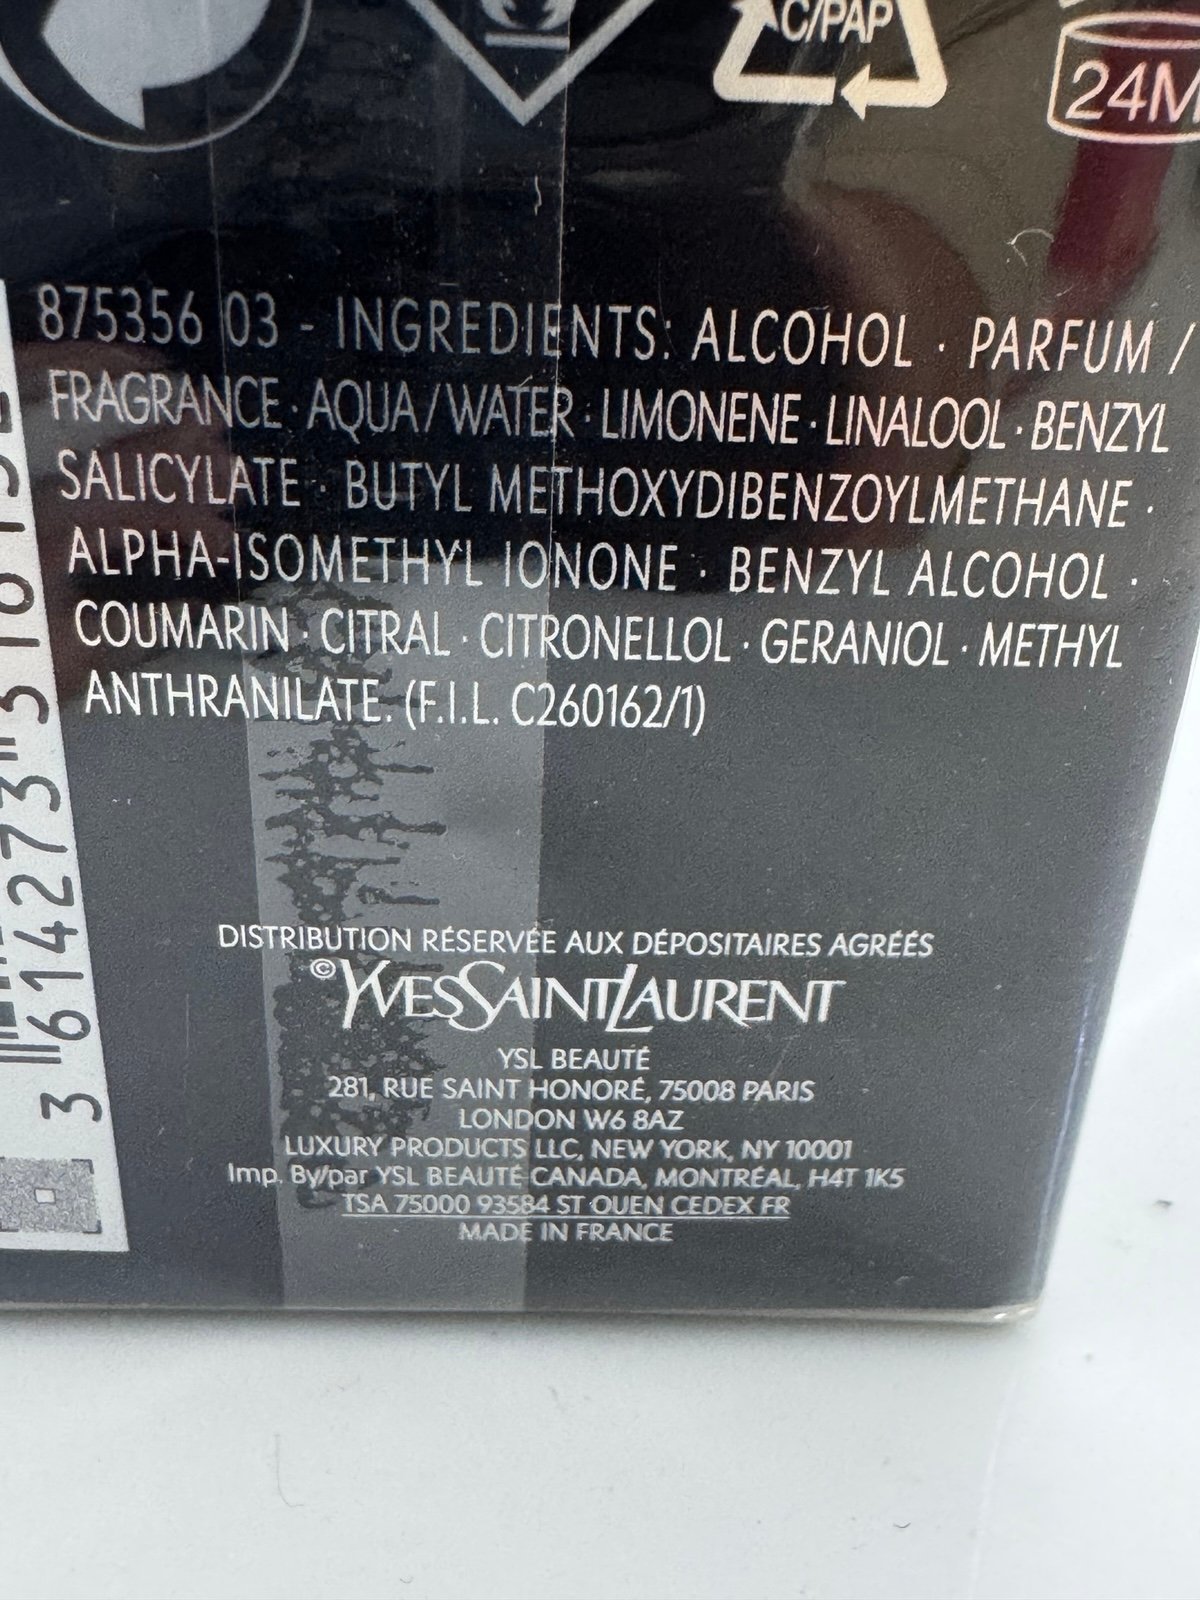 C/PAP
24M
875356 03 - INGREDIENTS: ALCOHOL · PARFUM /
FRAGRANCE · AQUA/WATER · LIMONENE · LINALOOL · BENZYL
SALICYLATE · BUTYL METHOXYDIBENZOYLMETHANE ·
ALPHA-ISOMETHYL IONONE · BENZYL ALCOHOL ·
COUMARIN · CITRAL · CITRONELLOL · GERANIOL · METHYL
ANTHRANILATE. (F.I.L. C260162/1)
DISTRIBUTION RÉSERVÉE AUX DÉPOSITAIRES AGRÉÉS
©YVESSAINTLAURENT
YSL BEAUTÉ
281, RUE SAINT HONORÉ, 75008 PARIS
LONDON W6 8AZ
LUXURY PRODUCTS LLC, NEW YORK, NY 10001
Imp. By/par YSL BEAUTÉ CANADA, MONTRÉAL, H4T 1K5
TSA 75000 93584 ST OUEN CEDEX FR
MADE IN FRANCE